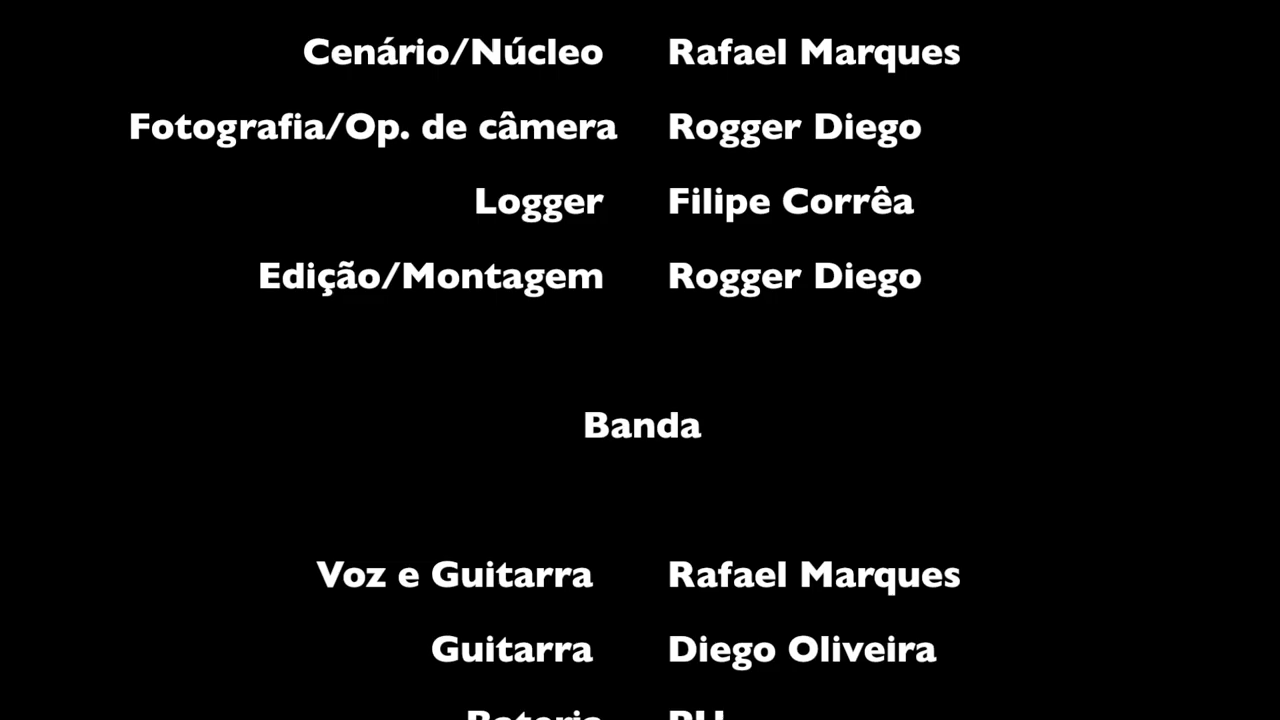 Cenário/Núcleo Rafael Marques
Fotografia/Op. de câmera Rogger Diego
Logger Filipe Corrêa
Edição/Montagem Rogger Diego
Banda
Voz e Guitarra Rafael Marques
Guitarra Diego Oliveira
Bateria